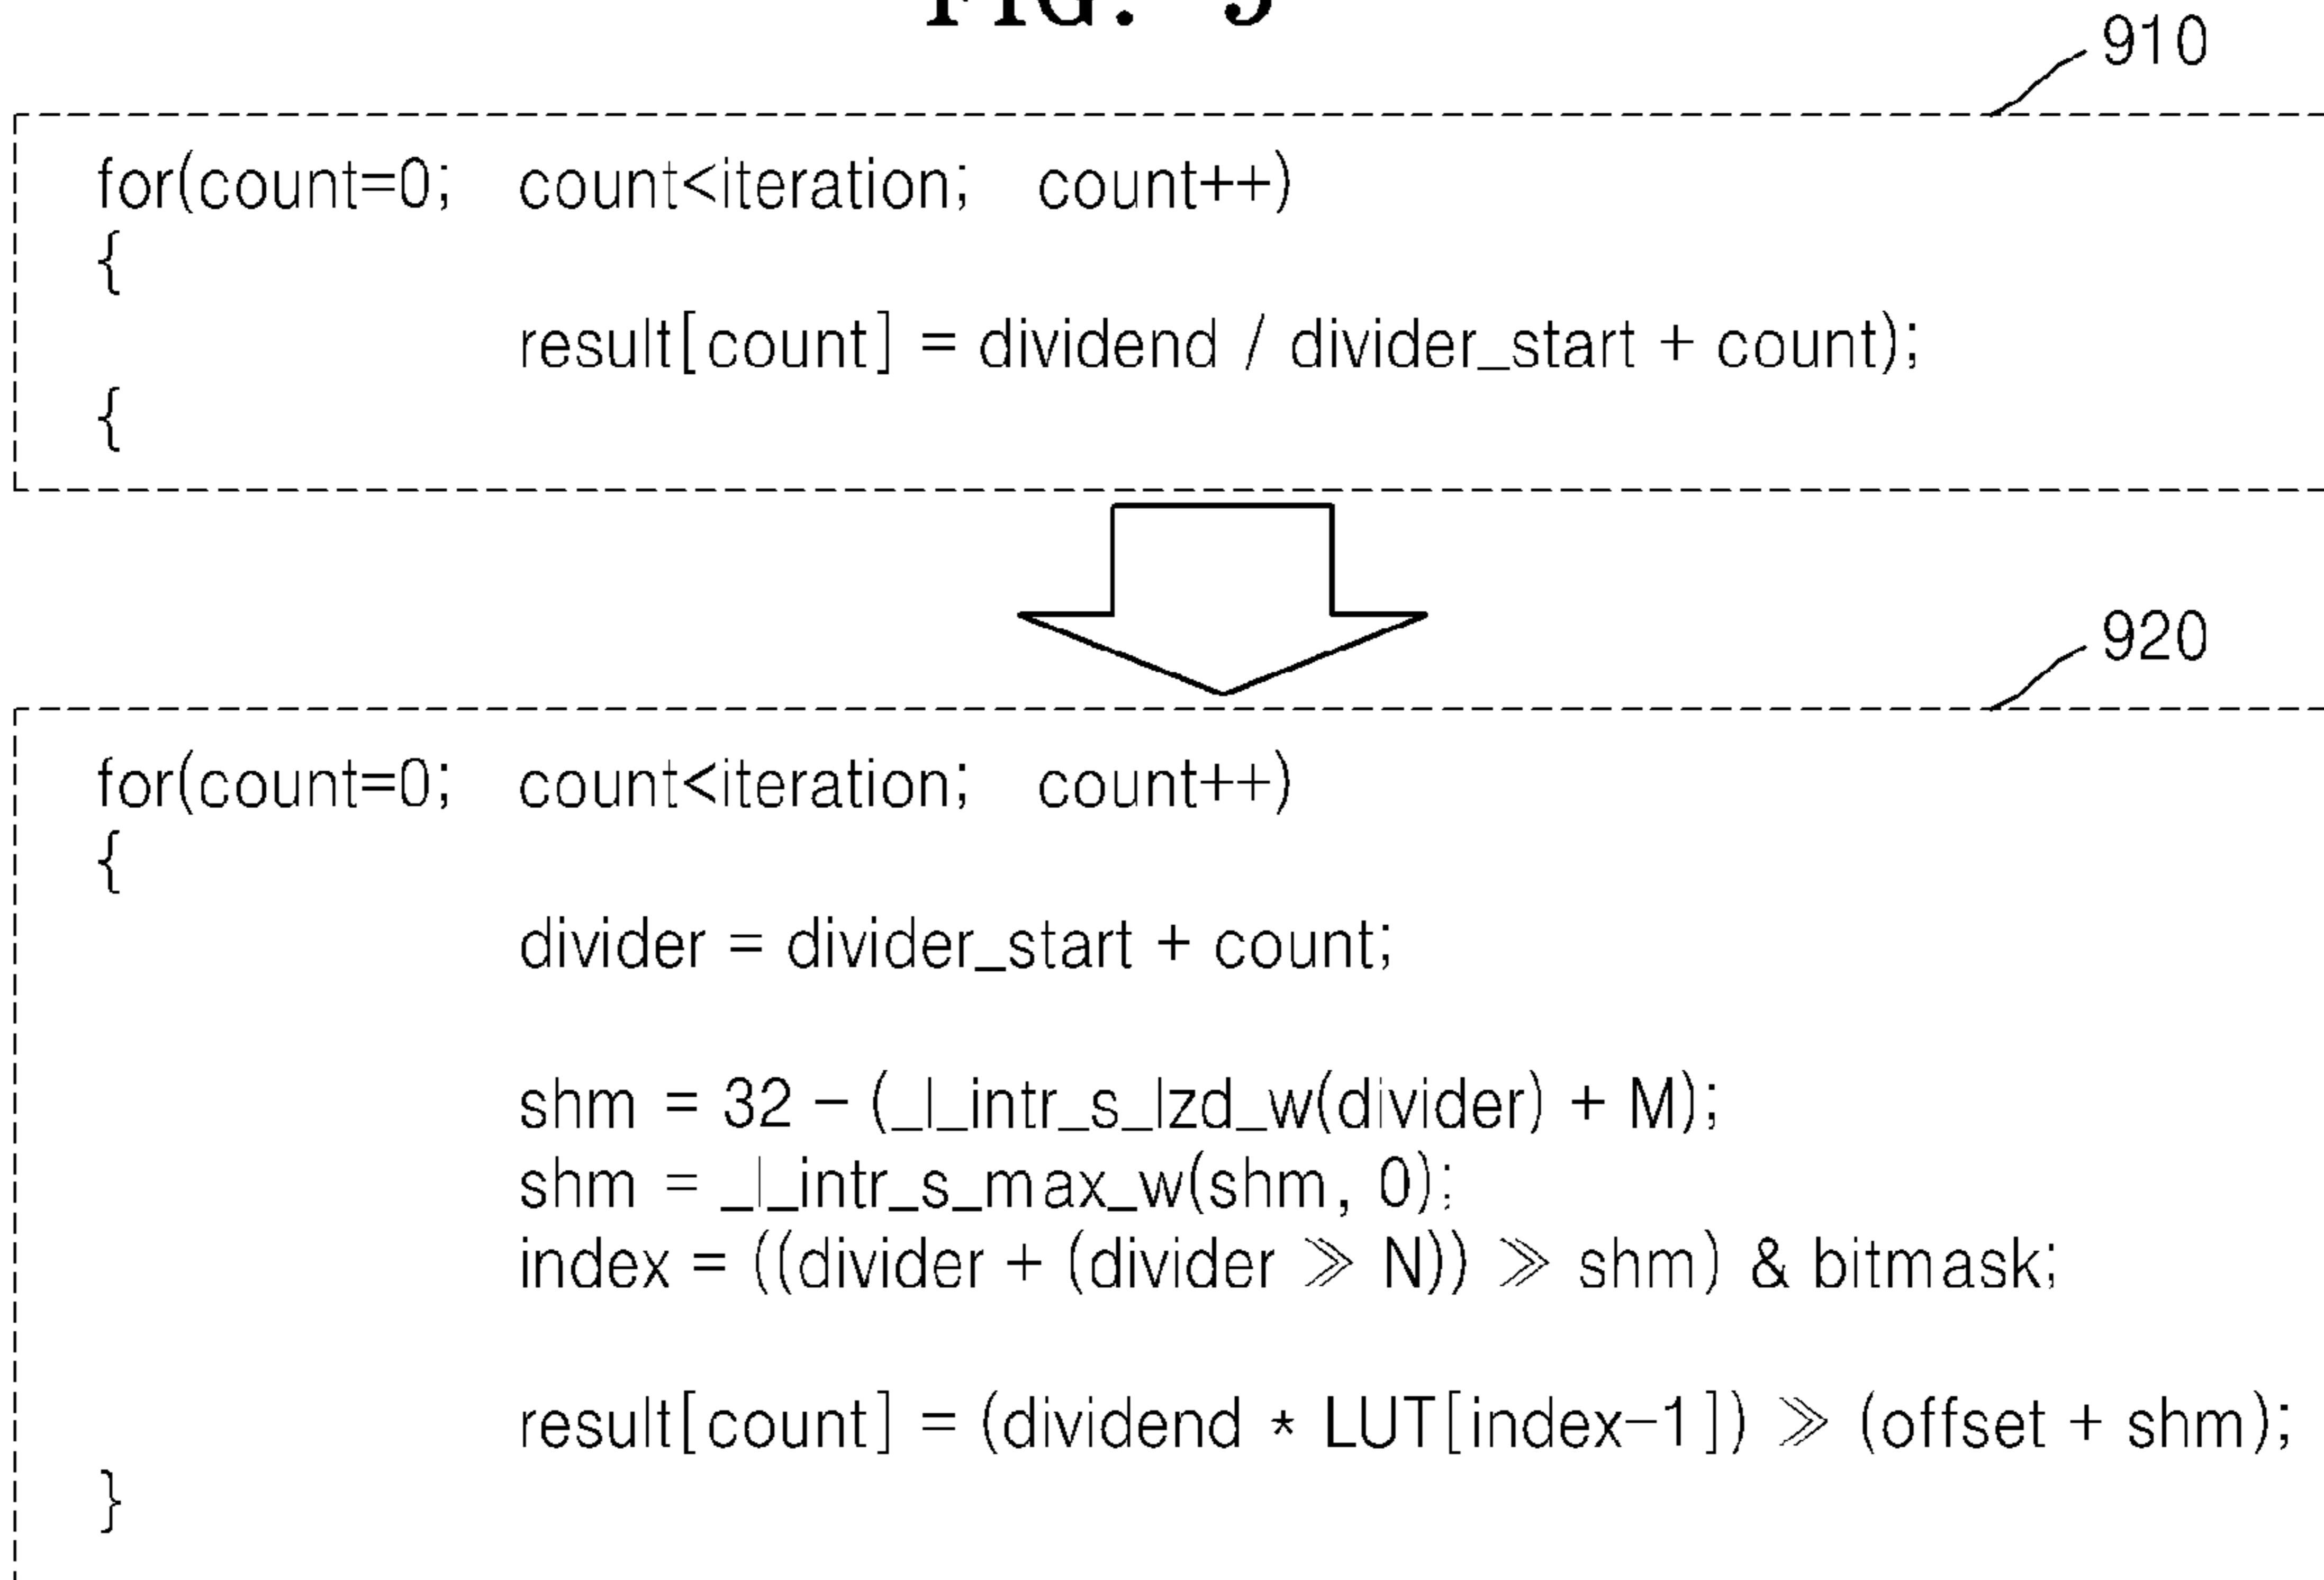 FIG.
910
for(count=0; count<iteration; count++)
{
result[count] = dividend / divider_start + count);
{
920
for(count=0; count<iteration; count++)
{
divider = divider_start + count;
shm = 32 − (_l_intr_s_lzd_w(divider) + M);
shm = _l_intr_s_max_w(shm, 0);
index = ((divider + (divider ≫ N)) ≫ shm) & bitmask;
result[count] = (dividend * LUT[index−1]) ≫ (offset + shm);
}